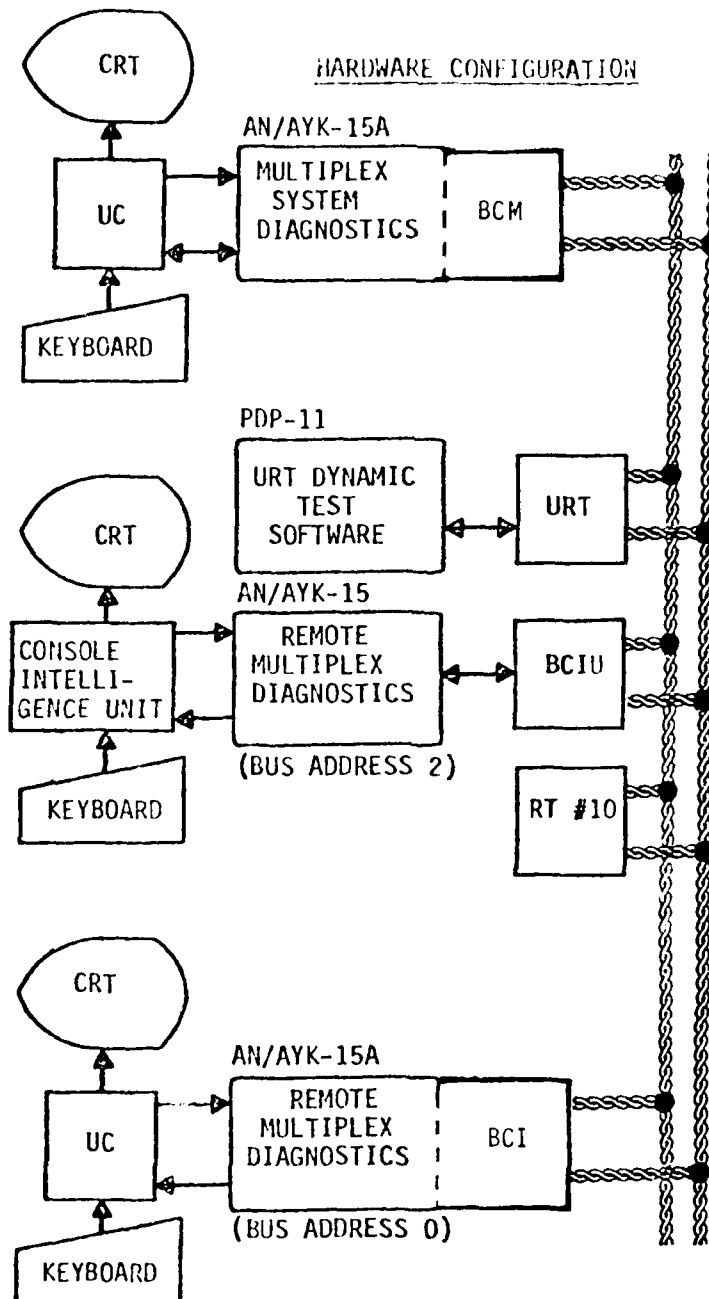 CRT
HARDWARE CONFIGURATION
AN/AYK-15A
UC
MULTIPLEX
SYSTEM
DIAGNOSTICS
BCM
KEYBOARD
PDP-11
CRT
URT DYNAMIC
TEST
SOFTWARE
URT
AN/AYK-15
CONSOLE
INTELLI-
GENCE UNIT
REMOTE
MULTIPLEX
DIAGNOSTICS
BCIU
(BUS ADDRESS 2)
KEYBOARD
RT #10
CRT
AN/AYK-15A
UC
REMOTE
MULTIPLEX
DIAGNOSTICS
BCI
(BUS ADDRESS 0)
KEYBOARD